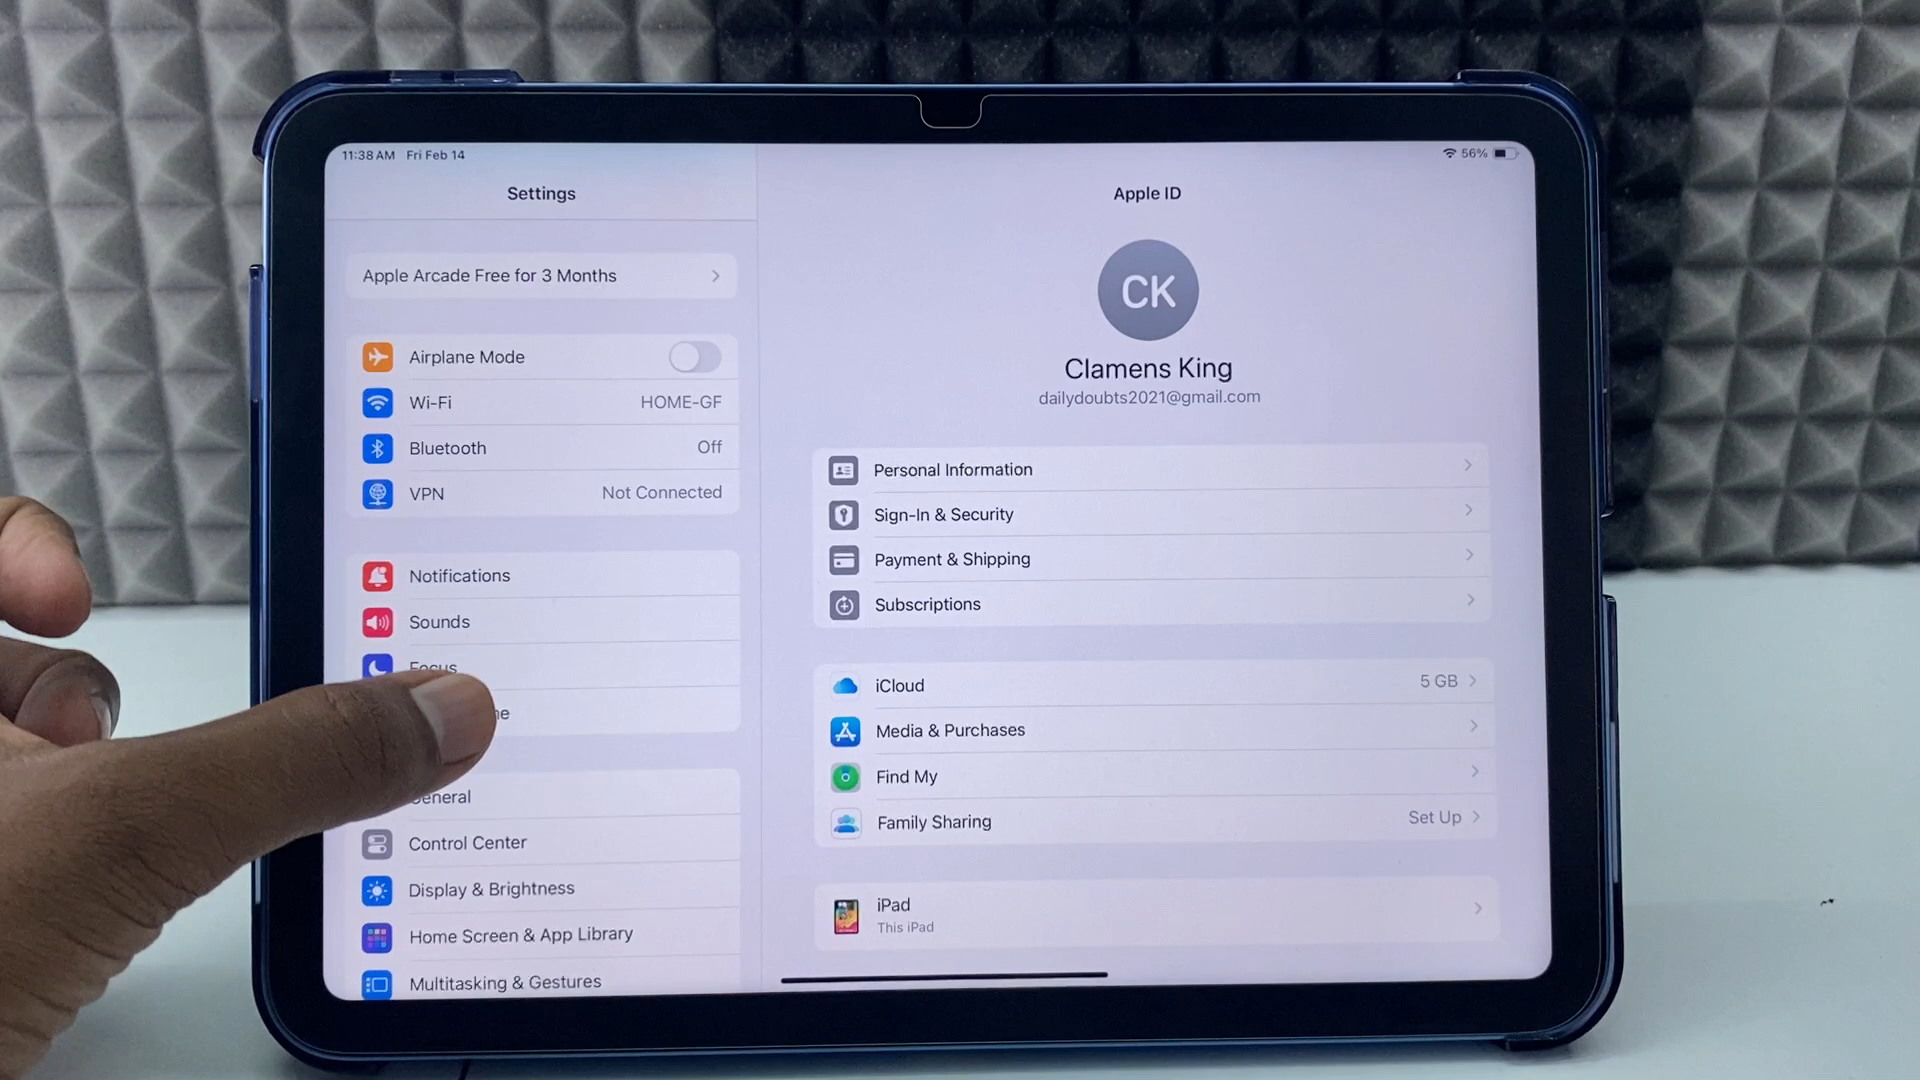 11:38 AM Fri Feb 14
56%
Settings
Apple Arcade Free for 3 Months
Airplane Mode
Wi-Fi HOME-GF
Bluetooth Off
VPN Not Connected
Notifications
Sounds
Focus
General
Control Center
Display & Brightness
Home Screen & App Library
Multitasking & Gestures
Apple ID
CK
Clamens King
dailydoubts2021@gmail.com
Personal Information
Sign-In & Security
Payment & Shipping
Subscriptions
iCloud 5 GB
Media & Purchases
Find My
Family Sharing Set Up
iPad
This iPad